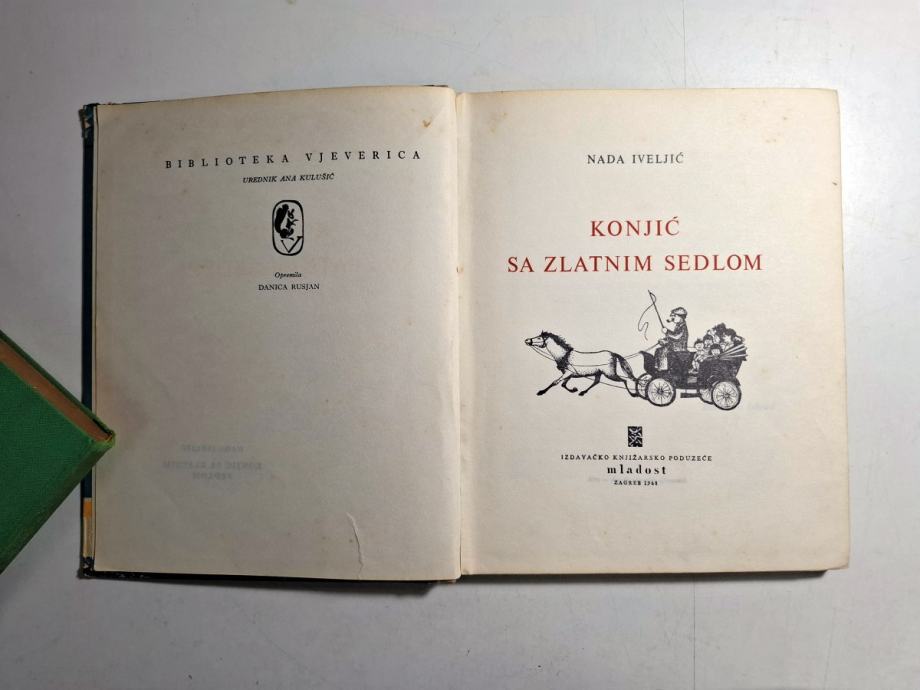 BIBLIOTEKA VJEVERICA
UREDNIK ANA KULUŠIĆ
V
Opremila
DANICA RUSJAN
NADA IVELJIĆ
KONJIĆ
SA ZLATNIM SEDLOM
IZDAVAČKO KNJIŽARSKO PODUZEĆE
mladost
ZAGREB 1968